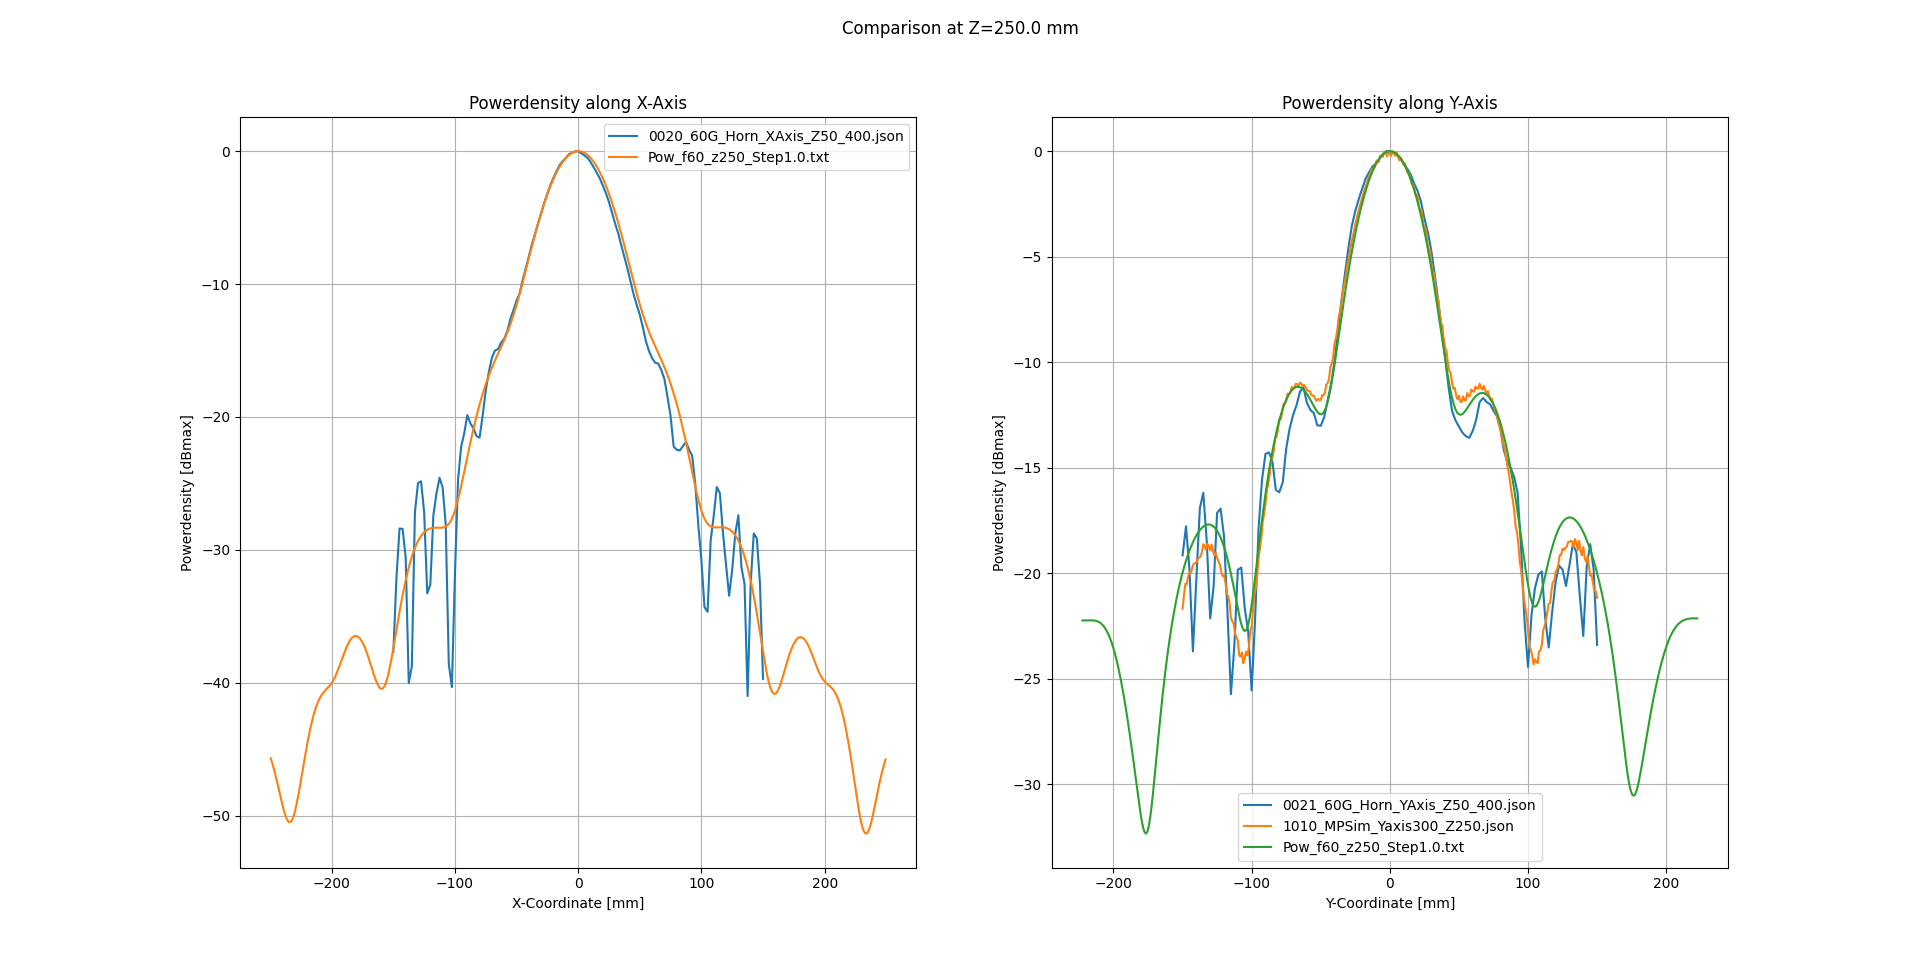 Comparison at Z=250.0 mm
Powerdensity along X-Axis
0020_60G_Horn_XAxis_Z50_400.json
Pow_f60_z250_Step1.0.txt
Powerdensity [dBmax]
0
−10
−20
−30
−40
−50
−200
−100
0
100
200
X-Coordinate [mm]
Powerdensity along Y-Axis
Powerdensity [dBmax]
0
−5
−10
−15
−20
−25
−30
0021_60G_Horn_YAxis_Z50_400.json
1010_MPSim_Yaxis300_Z250.json
Pow_f60_z250_Step1.0.txt
−200
−100
0
100
200
Y-Coordinate [mm]